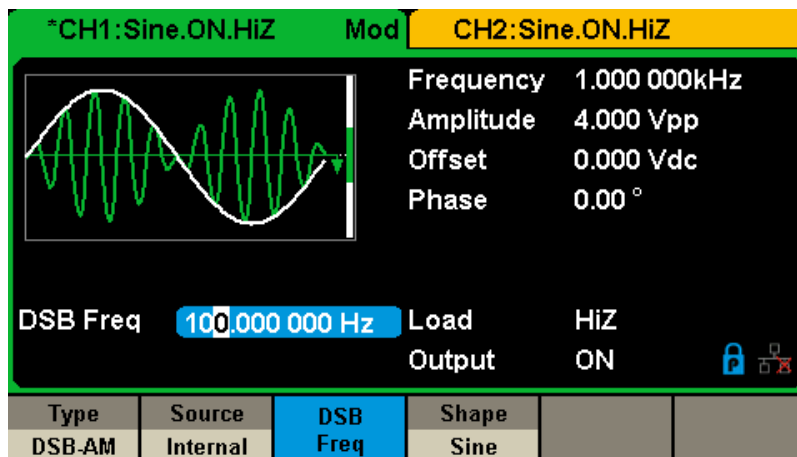 *CH1:Sine.ON.HiZ Mod CH2:Sine.ON.HiZ
Frequency 1.000 000kHz
Amplitude 4.000 Vpp
Offset 0.000 Vdc
Phase 0.00 °
DSB Freq 100.000 000 Hz Load HiZ
Output ON P
Type Source DSB Freq Shape
DSB-AM Internal Sine